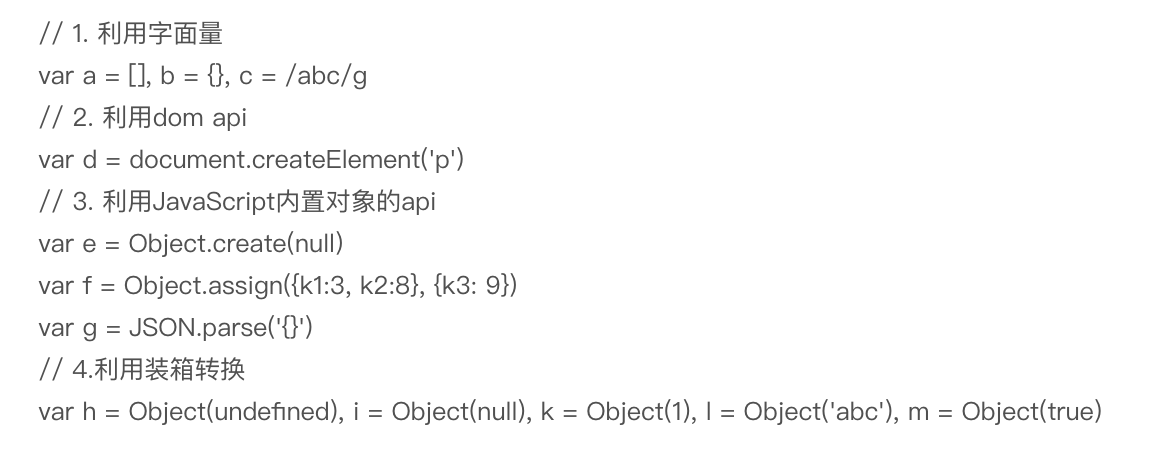 // 1. 利用字面量
var a = [], b = {}, c = /abc/g
// 2. 利用dom api
var d = document.createElement('p')
// 3. 利用JavaScript内置对象的api
var e = Object.create(null)
var f = Object.assign({k1:3, k2:8}, {k3: 9})
var g = JSON.parse('{}')
// 4.利用装箱转换
var h = Object(undefined), i = Object(null), k = Object(1), l = Object('abc'), m = Object(true)